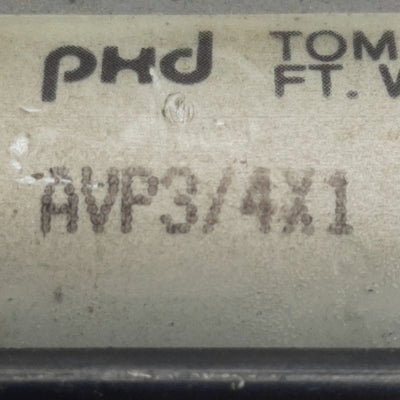 phd TOM
FT. W
AVP3/4X1